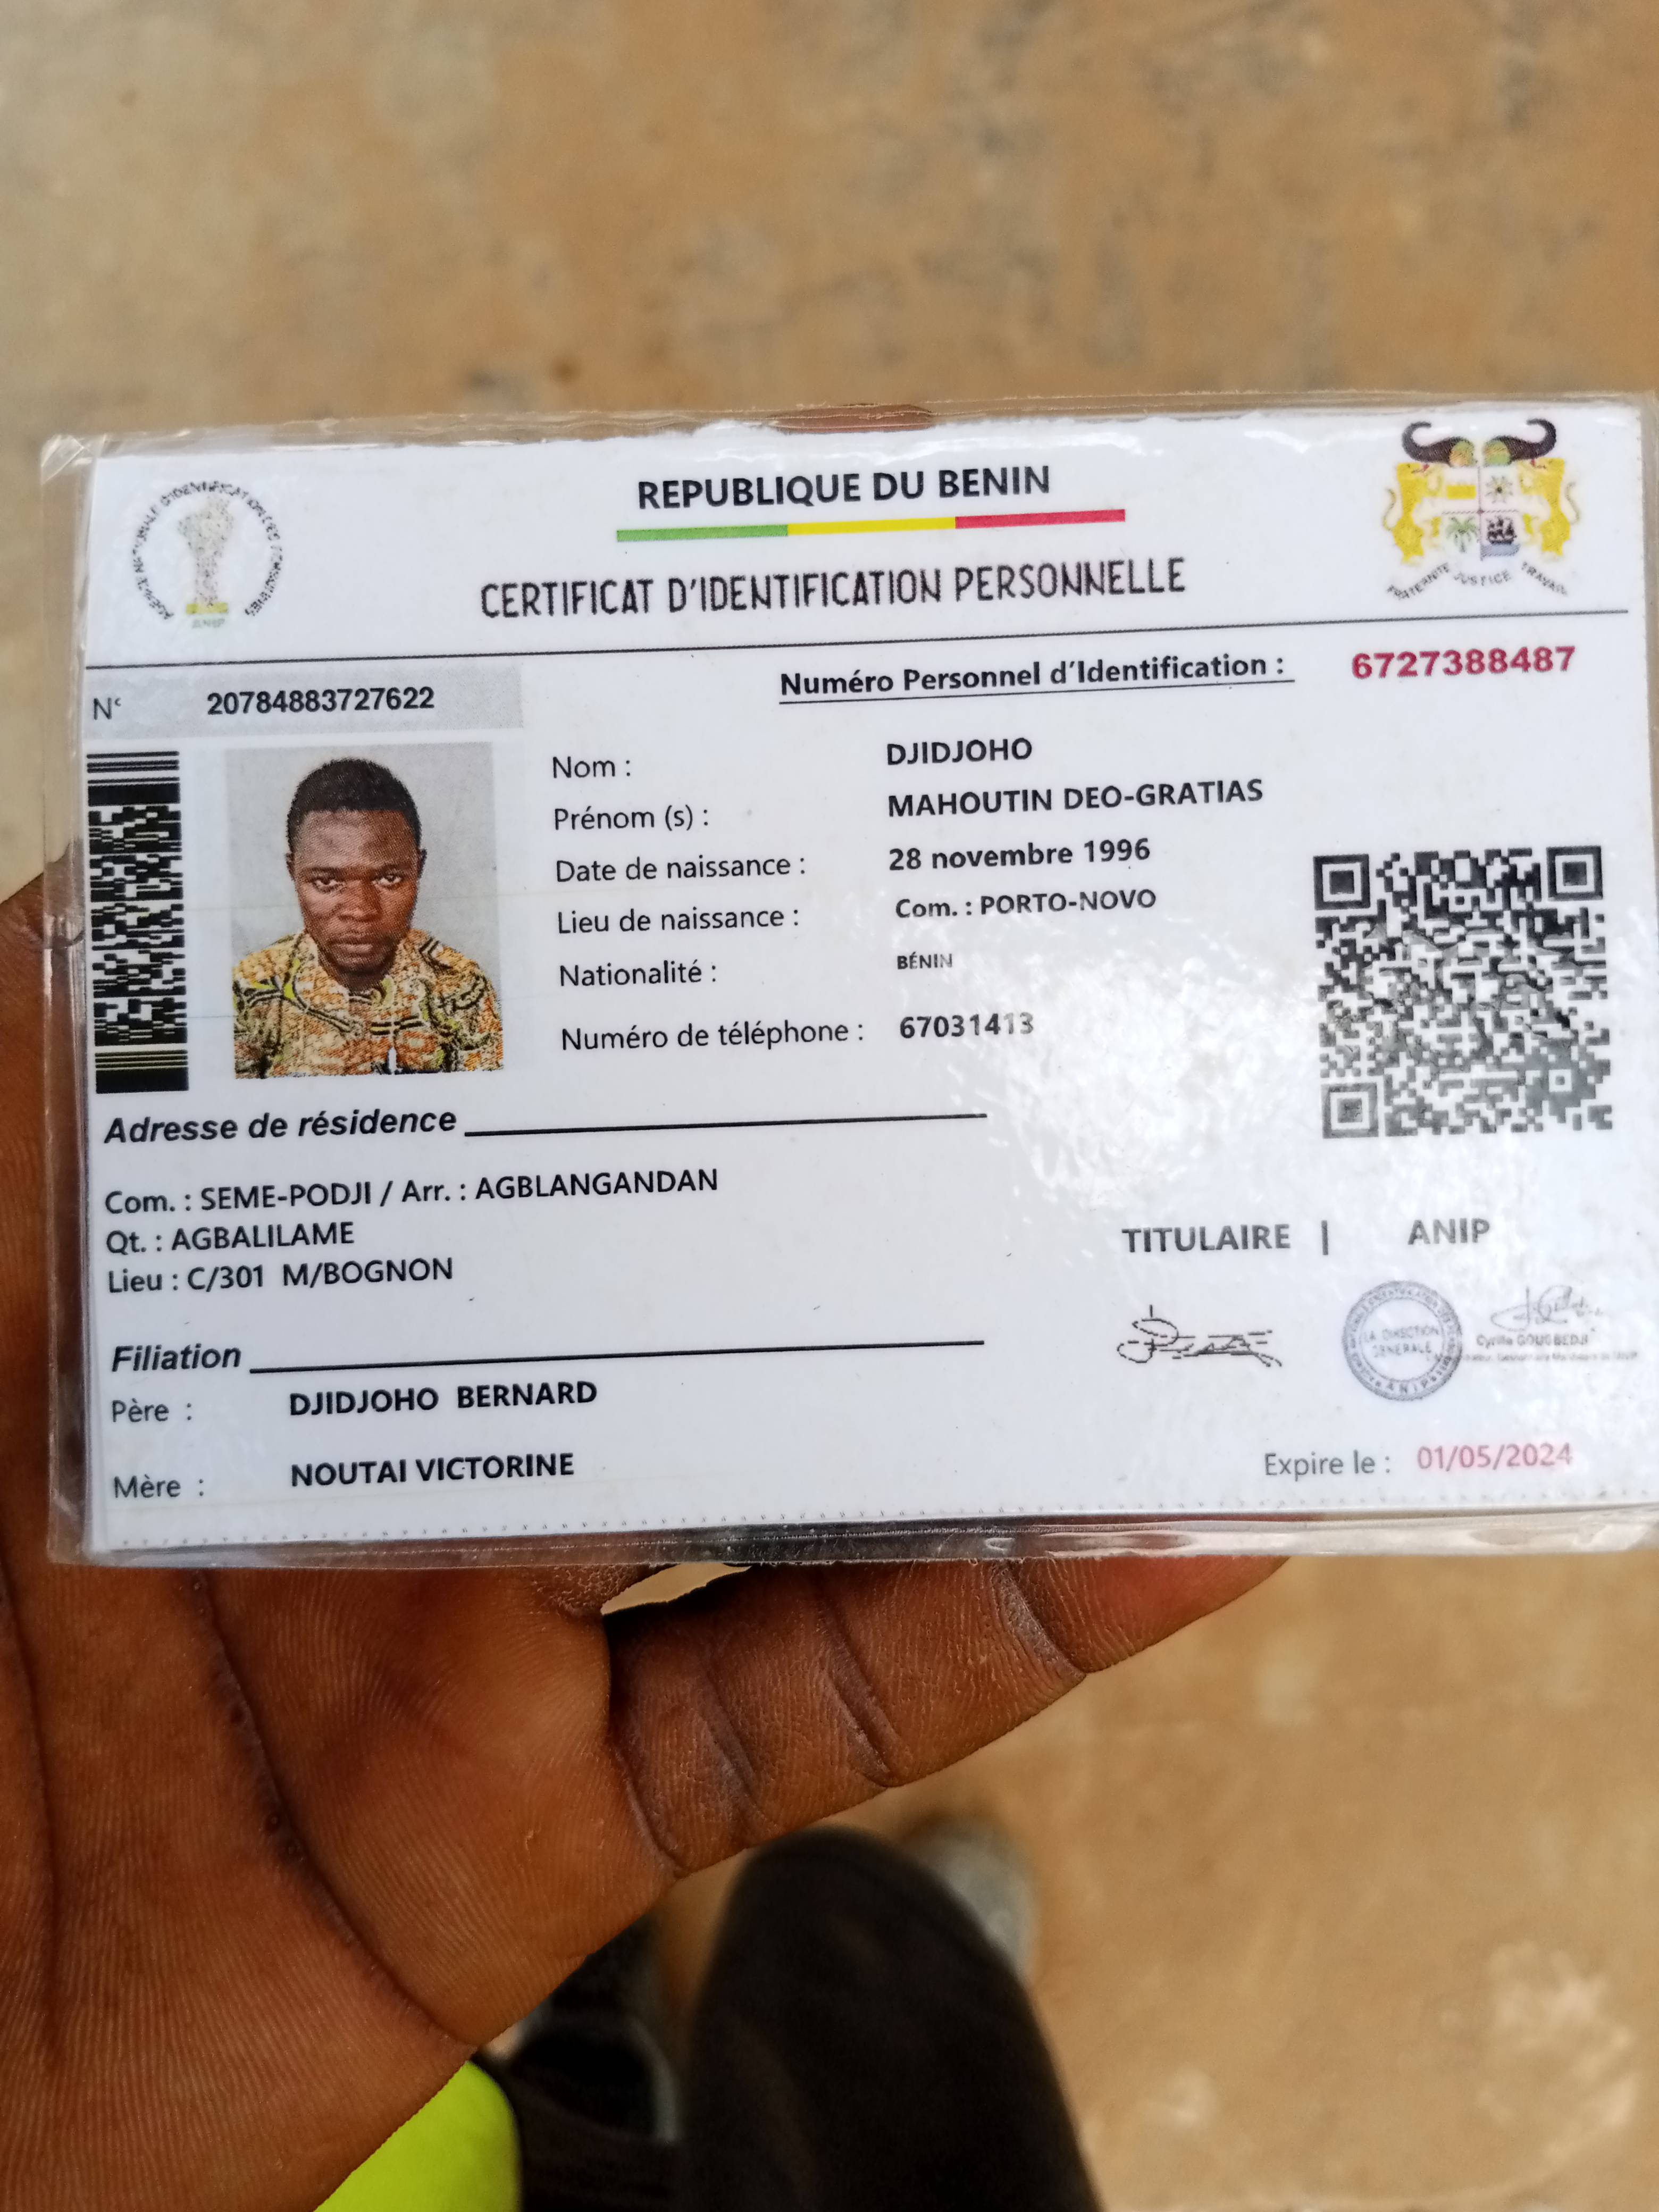 REPUBLIQUE DU BENIN
CERTIFICAT D'IDENTIFICATION PERSONNELLE
ANIP
FRATERNITE JUSTICE TRAVAIL
N° 20784883727622
Numéro Personnel d'Identification : 6727388487
Nom : DJIDJOHO
Prénom (s) : MAHOUTIN DEO-GRATIAS
Date de naissance : 28 novembre 1996
Lieu de naissance : Com. : PORTO-NOVO
Nationalité : BÉNIN
Numéro de téléphone : 67031413
Adresse de résidence
Com. : SEME-PODJI / Arr. : AGBLANGANDAN
Qt. : AGBALILAME
Lieu : C/301 M/BOGNON
TITULAIRE | ANIP
LA DIRECTION
GENERALE
Cyrille GOUGBEDJI
Filiation
Père : DJIDJOHO BERNARD
Mère : NOUTAI VICTORINE
Expire le : 01/05/2024